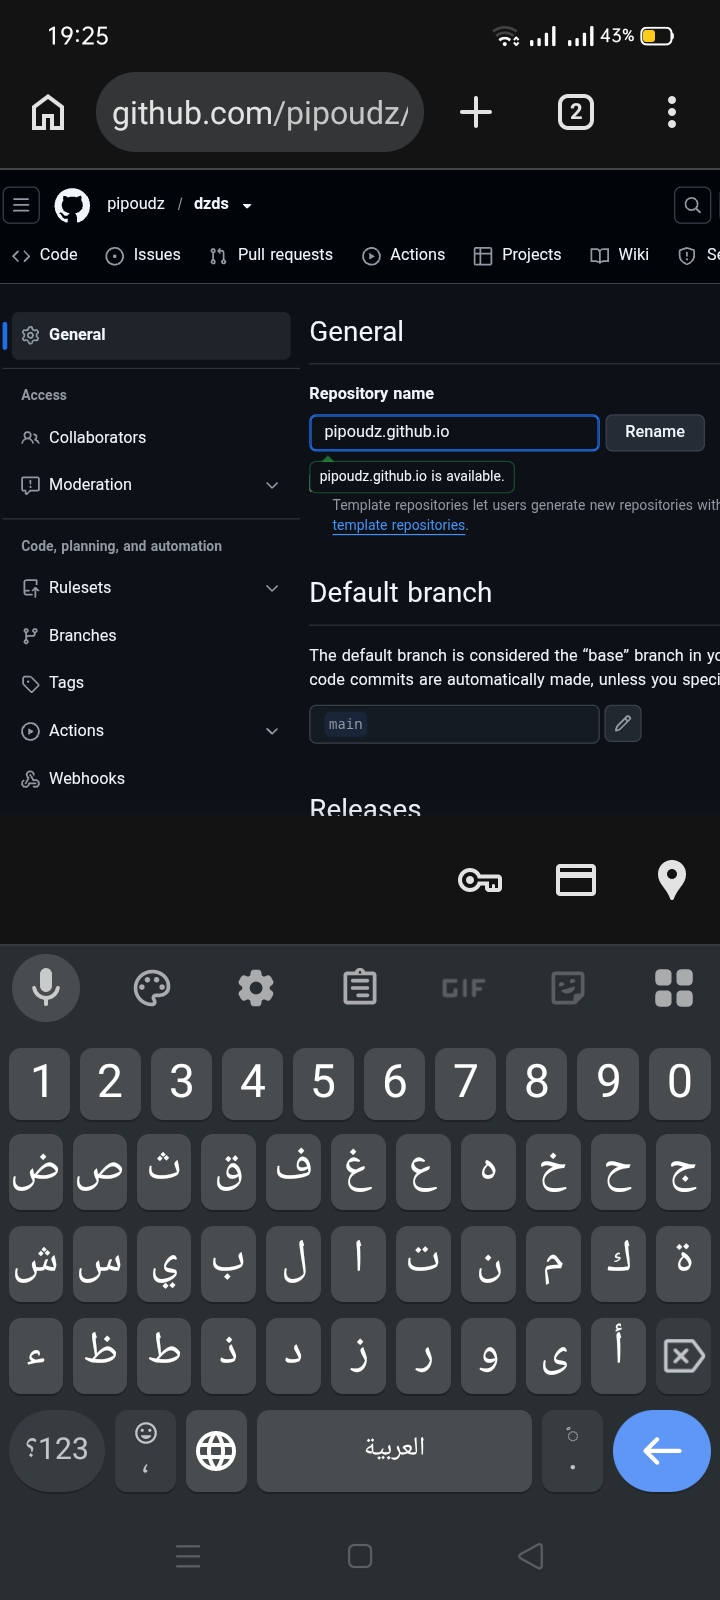 19:25
43%
github.com/pipoudz/
2
pipoudz / dzds
Code Issues Pull requests Actions Projects Wiki Se
General
Access
Collaborators
Moderation
Code, planning, and automation
Rulesets
Branches
Tags
Actions
Webhooks
General
Repository name
pipoudz.github.io Rename
pipoudz.github.io is available.
Template repositories let users generate new repositories with
template repositories.
Default branch
The default branch is considered the “base” branch in yo
code commits are automatically made, unless you speci
main
Releases
GIF
1 2 3 4 5 6 7 8 9 0
ض ص ث ق ف غ ع ه خ ح ج
ش س ي ب ل ا ت ن م ك ة
ء ظ ط ذ د ز ر و ى أ
؟123 ، العربية .